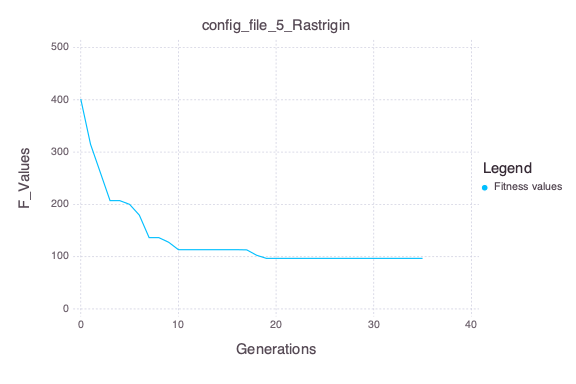 config_file_5_Rastrigin
500
400
300
200
100
0
F_Values
0 10 20 30 40
Generations
Legend
Fitness values